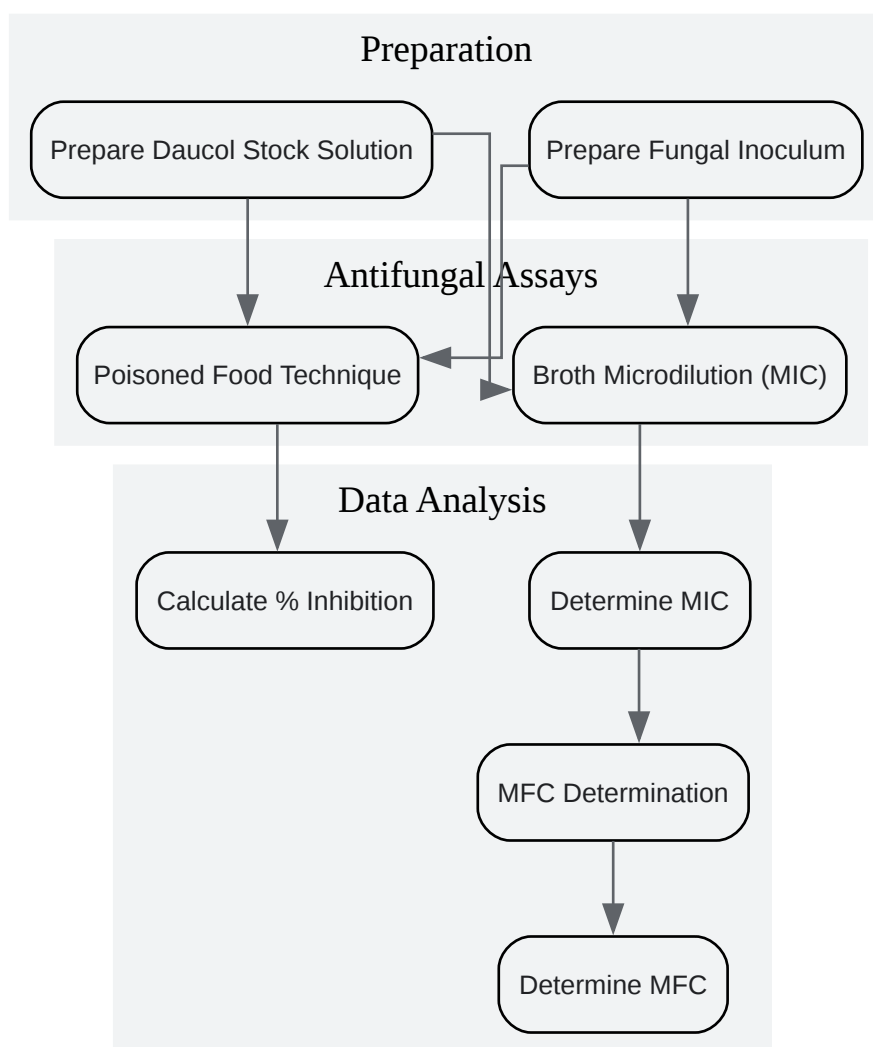 Preparation
Prepare Daucol Stock Solution
Prepare Fungal Inoculum
Antifungal Assays
Poisoned Food Technique
Broth Microdilution (MIC)
Data Analysis
Calculate % Inhibition
Determine MIC
MFC Determination
Determine MFC